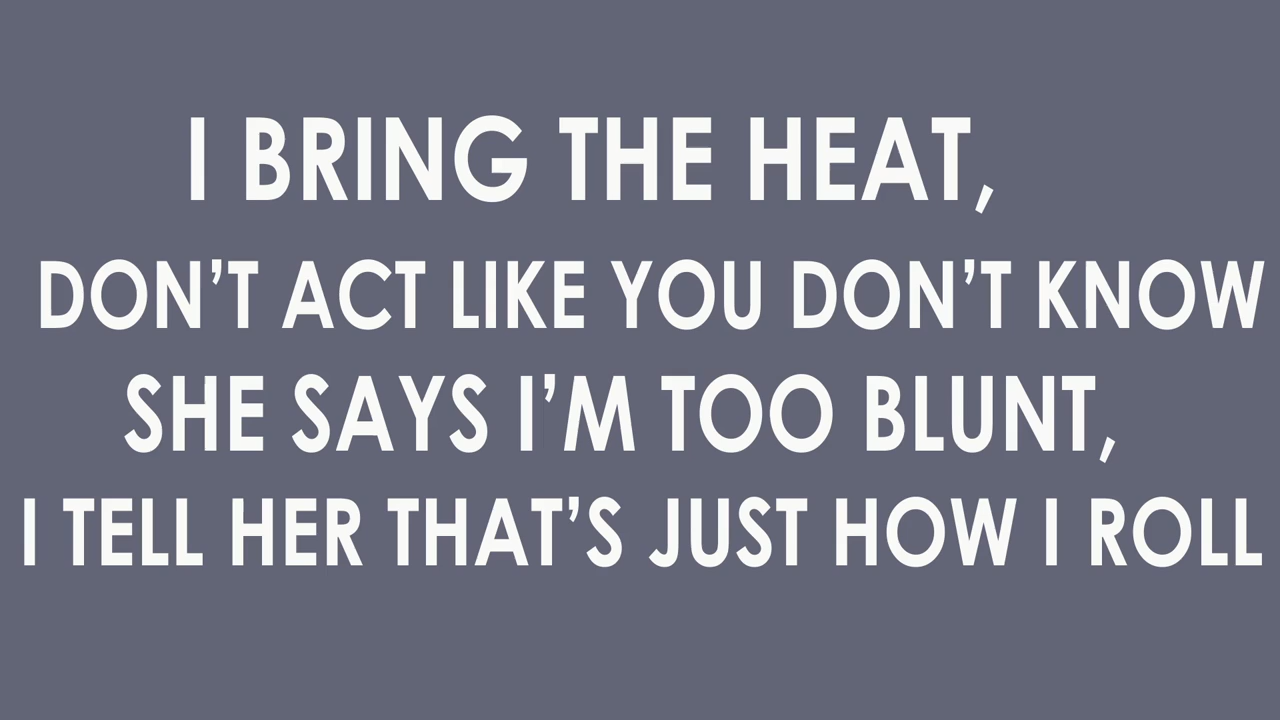 I BRING THE HEAT,
DON’T ACT LIKE YOU DON’T KNOW
SHE SAYS I’M TOO BLUNT,
I TELL HER THAT’S JUST HOW I ROLL